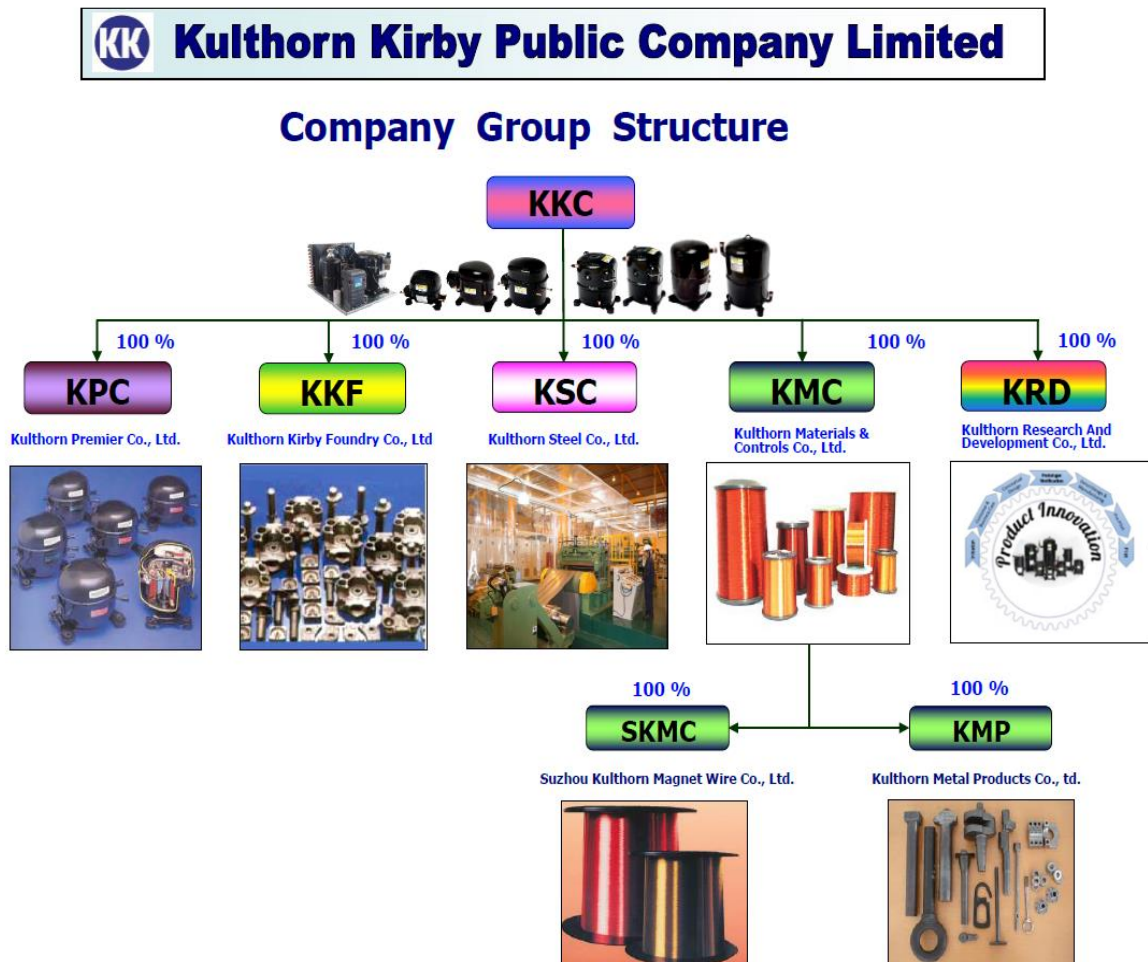 KK Kulthorn Kirby Public Company Limited
Company Group Structure
KKC
100 %
100 %
100 %
100 %
100 %
KPC
KKF
KSC
KMC
KRD
Kulthorn Premier Co., Ltd.
Kulthorn Kirby Foundry Co., Ltd
Kulthorn Steel Co., Ltd.
Kulthorn Materials &
Controls Co., Ltd.
Kulthorn Research And
Development Co., Ltd.
Product Innovation
100 %
100 %
SKMC
KMP
Suzhou Kulthorn Magnet Wire Co., Ltd.
Kulthorn Metal Products Co., td.